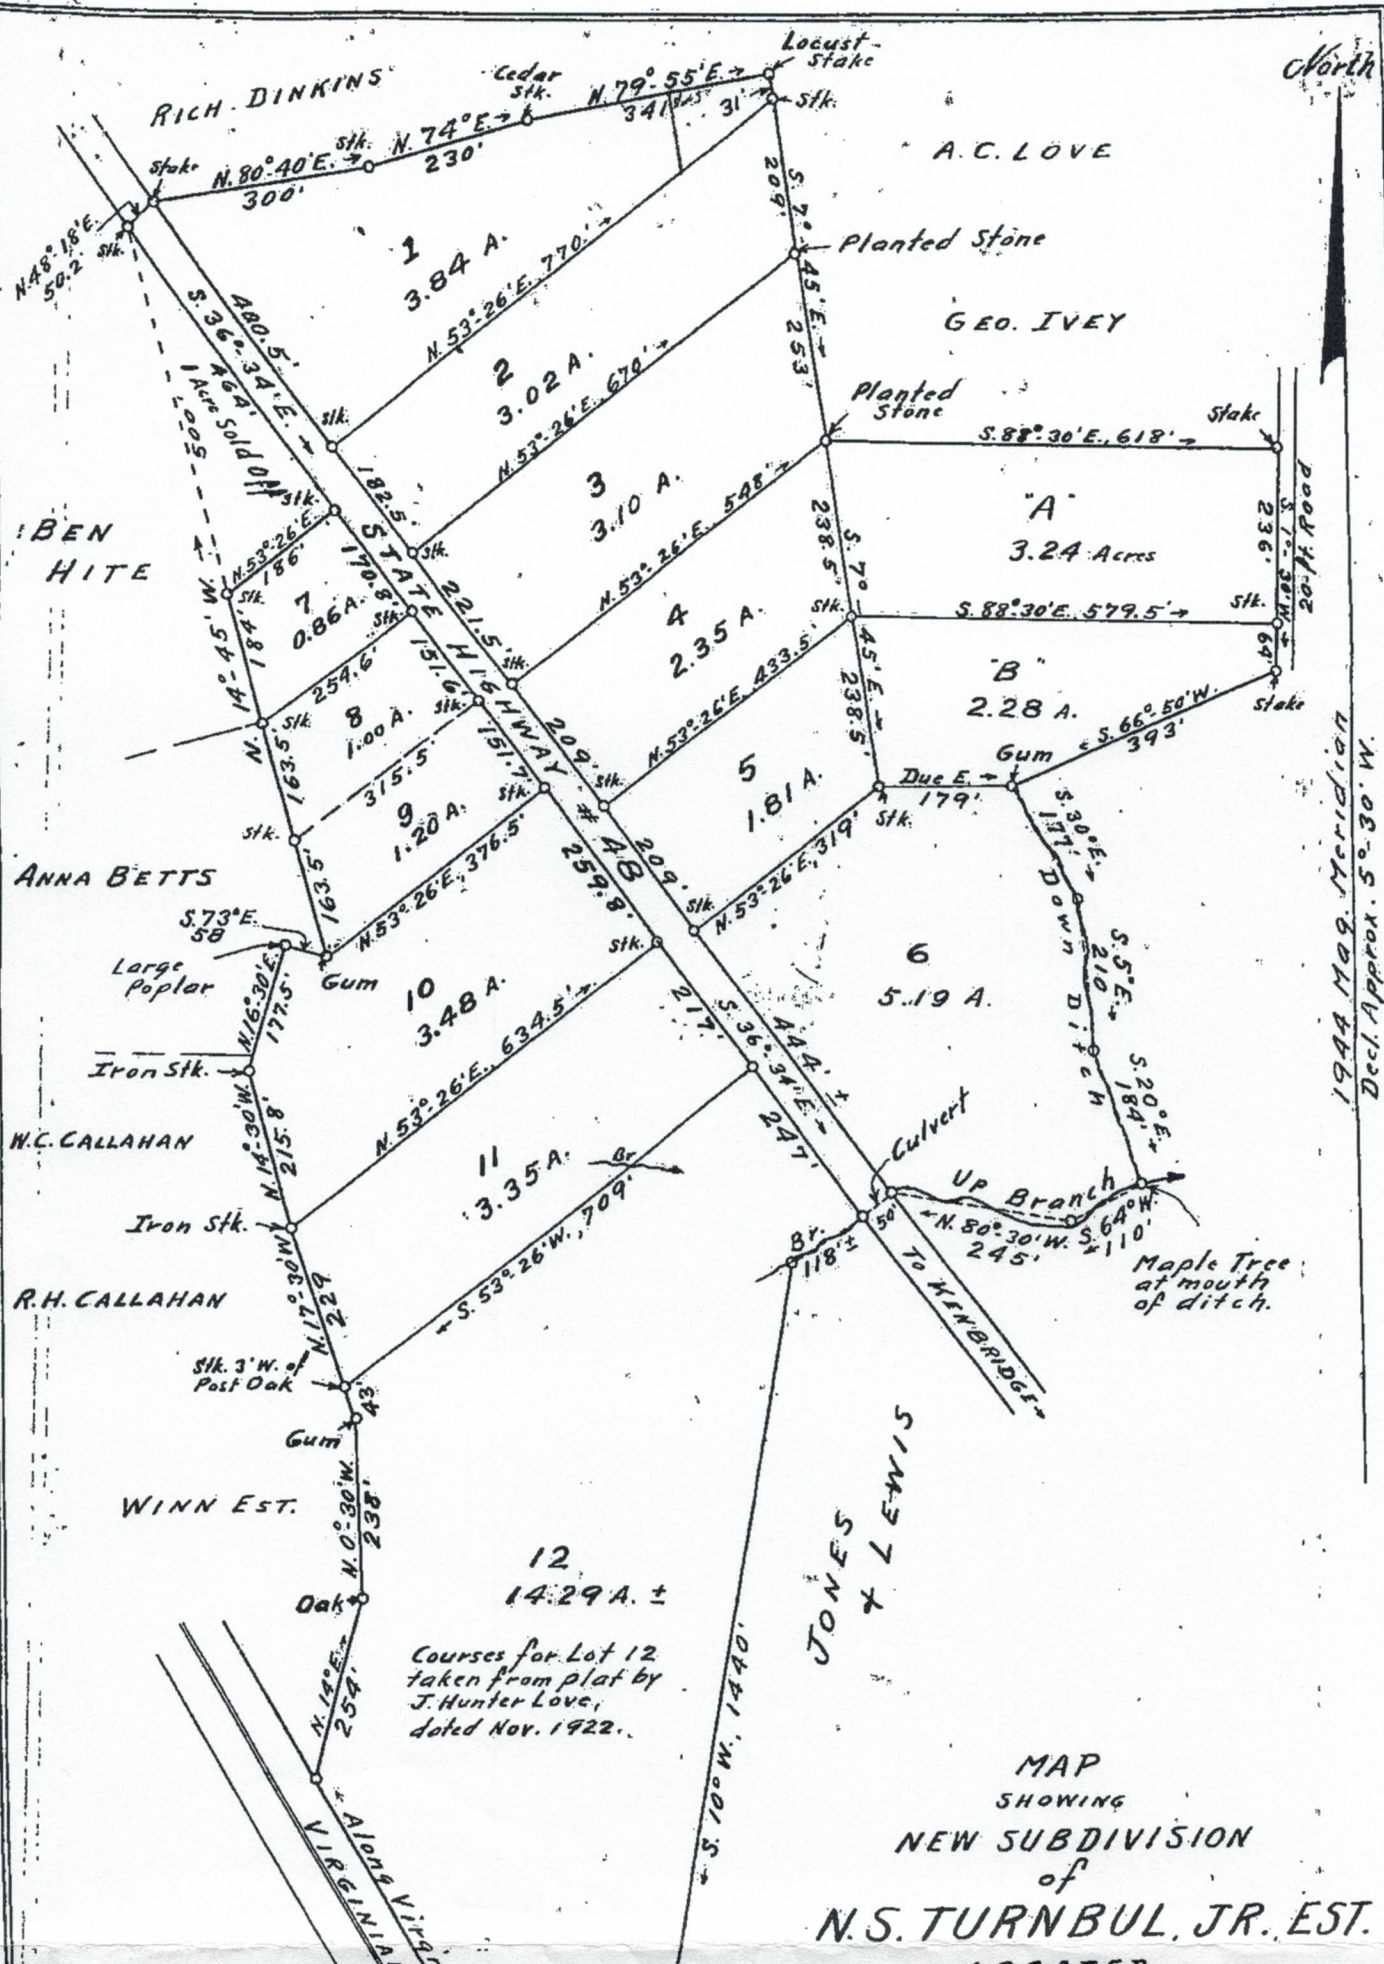 North
RICH. DINKINS
Cedar
Stk.
Locust
Stake
N. 79°-55'E.
341
31'
Stk.
Stk.
N. 74°E.
230'
Stake
N. 80°-40'E.
300'
A.C. LOVE
N.48°-18'E.
50.2'
Stk.
S. 7°-45'E
209'
Planted Stone
1
3.84 A.
480.5'
S. 36°-34'E.
464'
N. 53°-26'E. 770'
GEO. IVEY
253'
1 Acre Sold Off
500'
2
3.02 A.
N. 53°-26'E., 670'
Planted
Stone
Stake
Stk.
S. 88°-30'E., 618'
Stk.
182.5'
BEN
HITE
3
3.10 A.
N. 53°-26'E., 548'
"A"
3.24 Acres
236'
S. 1°-30'W.
20-ft. Road
STATE HIGHWAY #48
Stk.
N. 53°-26'E.
186'
Stk.
7
0.86 A.
170.8'
Stk.
221.5'
238.5'
S. 7°-45'E.
Stk.
S. 88°30'E. 579.5'
Stk.
64'
Stake
4
2.35 A.
N. 14°-45'W.
184'
254.6'
151.6'
Stk.
Stk.
N. 53°-26'E., 433.5'
"B"
2.28 A.
S. 66°-50'W.
393'
Stk.
8
1.00 A.
Stk.
163.5'
315.5'
151.7'
Stk.
209'
238.5'
Gum
Due E.
179'
Stk.
5
1.81 A.
Stk.
Stk.
9
1.20 A.
163.5'
N. 53°-26'E., 376.5'
259.8'
209'
N. 53°-26'E, 319'
Stk.
S. 30°E.
177'
Down Ditch
ANNA BETTS
S. 73°E.
58
Large
Poplar
Gum
Stk.
6
5.19 A.
S. 5°E.
210
1944 Mag. Meridian
Decl. Approx. 5°-30'W.
N. 16°30'E.
177.5'
10
3.48 A.
N. 53°-26'E., 634.5'
217'
S. 36°-34'E
444' ±
Iron Stk.
S. 20°E.
184'
Culvert
W.C. CALLAHAN
N. 14°-30'W.
215.8'
11
3.35 A.
Br.
247'
Up Branch
Iron Stk.
S. 53°-26'W., 709'
50'
N. 80°-30'W.
245'
S. 64°W.
110'
Br.
118' ±
Maple Tree
at mouth
of ditch.
R.H. CALLAHAN
N. 17°-30'W
229
To KENBRIDGE
Stk. 3'W. of
Post Oak
43'
Gum
JONES
+ LEWIS
WINN EST.
N. 0°-30'W.
238'
12
14.29 A. ±
Oak
Courses for Lot 12
taken from plat by
J. Hunter Love,
dated Nov. 1922.
N. 14°E.
254'
S. 10°W., 1440'
Along Virgi
VIRGINIA
MAP
SHOWING
NEW SUBDIVISION
of
N.S. TURNBUL, JR., EST.
LOCATED